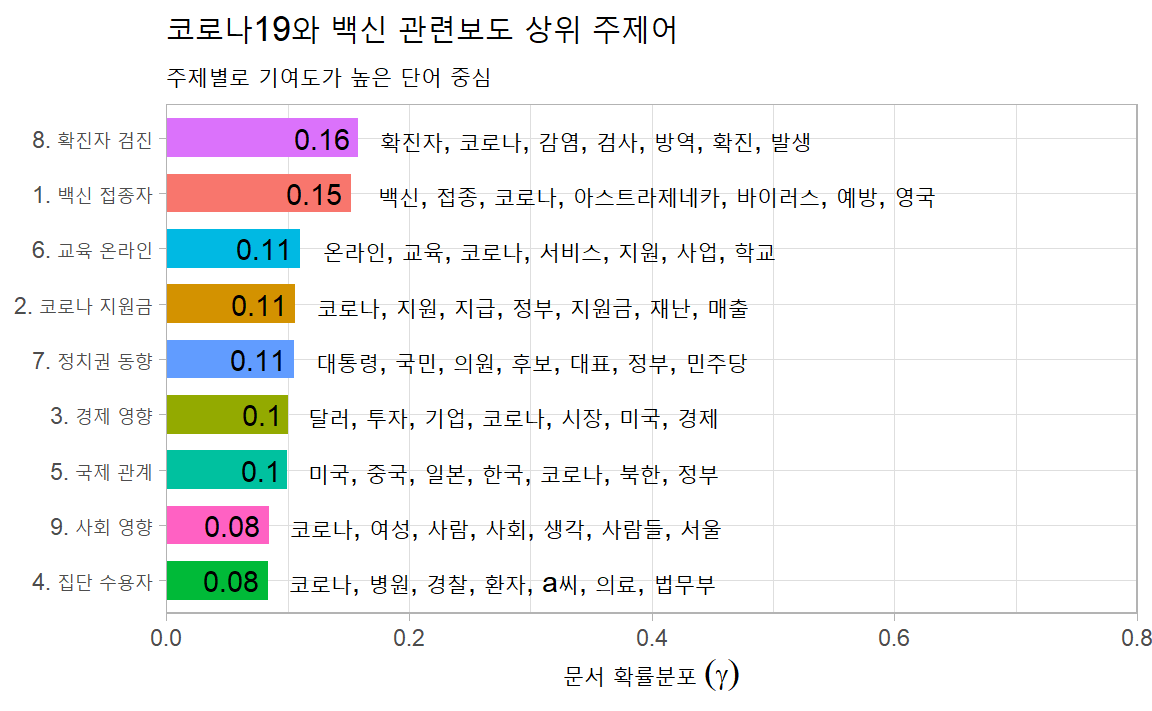 코로나19와 백신 관련보도 상위 주제어
주제별로 기여도가 높은 단어 중심
8. 확진자 검진 0.16 확진자, 코로나, 감염, 검사, 방역, 확진, 발생
1. 백신 접종자 0.15 백신, 접종, 코로나, 아스트라제네카, 바이러스, 예방, 영국
6. 교육 온라인 0.11 온라인, 교육, 코로나, 서비스, 지원, 사업, 학교
2. 코로나 지원금 0.11 코로나, 지원, 지급, 정부, 지원금, 재난, 매출
7. 정치권 동향 0.11 대통령, 국민, 의원, 후보, 대표, 정부, 민주당
3. 경제 영향 0.1 달러, 투자, 기업, 코로나, 시장, 미국, 경제
5. 국제 관계 0.1 미국, 중국, 일본, 한국, 코로나, 북한, 정부
9. 사회 영향 0.08 코로나, 여성, 사람, 사회, 생각, 사람들, 서울
4. 집단 수용자 0.08 코로나, 병원, 경찰, 환자, a씨, 의료, 법무부
0.0 0.2 0.4 0.6 0.8
문서 확률분포 (γ)